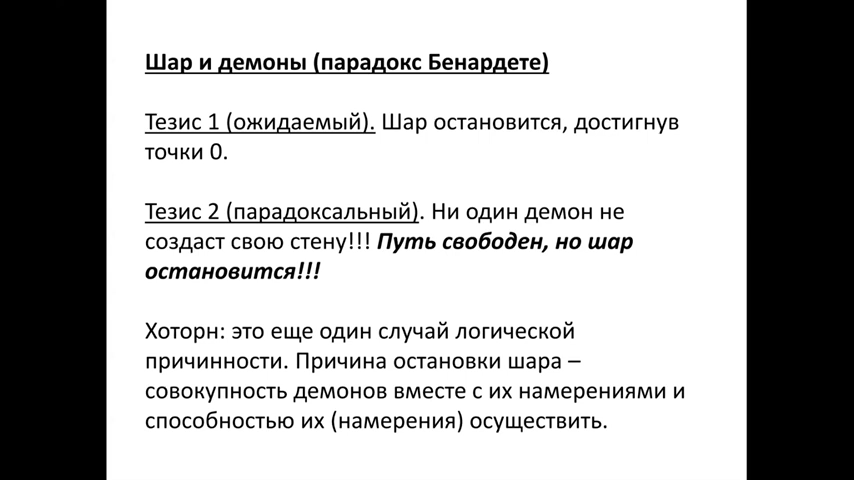 Шар и демоны (парадокс Бенардете)
Тезис 1 (ожидаемый). Шар остановится, достигнув
точки 0.
Тезис 2 (парадоксальный). Ни один демон не
создаст свою стену!!! Путь свободен, но шар
остановится!!!
Хоторн: это еще один случай логической
причинности. Причина остановки шара –
совокупность демонов вместе с их намерениями и
способностью их (намерения) осуществить.